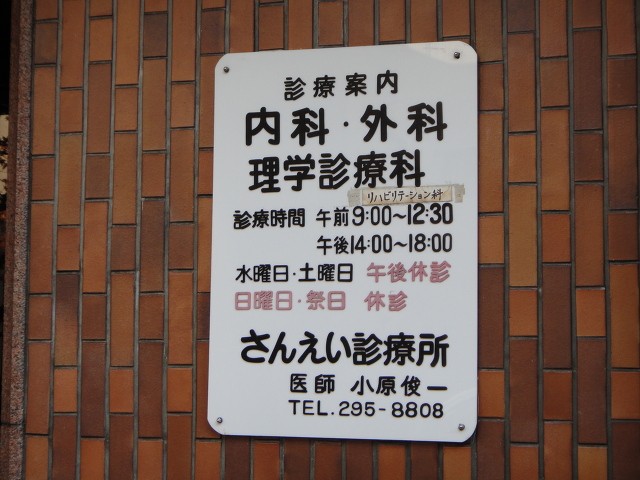 診療案内
内科・外科
理学診療科
リハビリテーション科
診療時間 午前9:00～12:30
午後14:00～18:00
水曜日・土曜日 午後休診
日曜日・祭日 休診
さんえい診療所
医師 小原俊一
TEL.295-8808